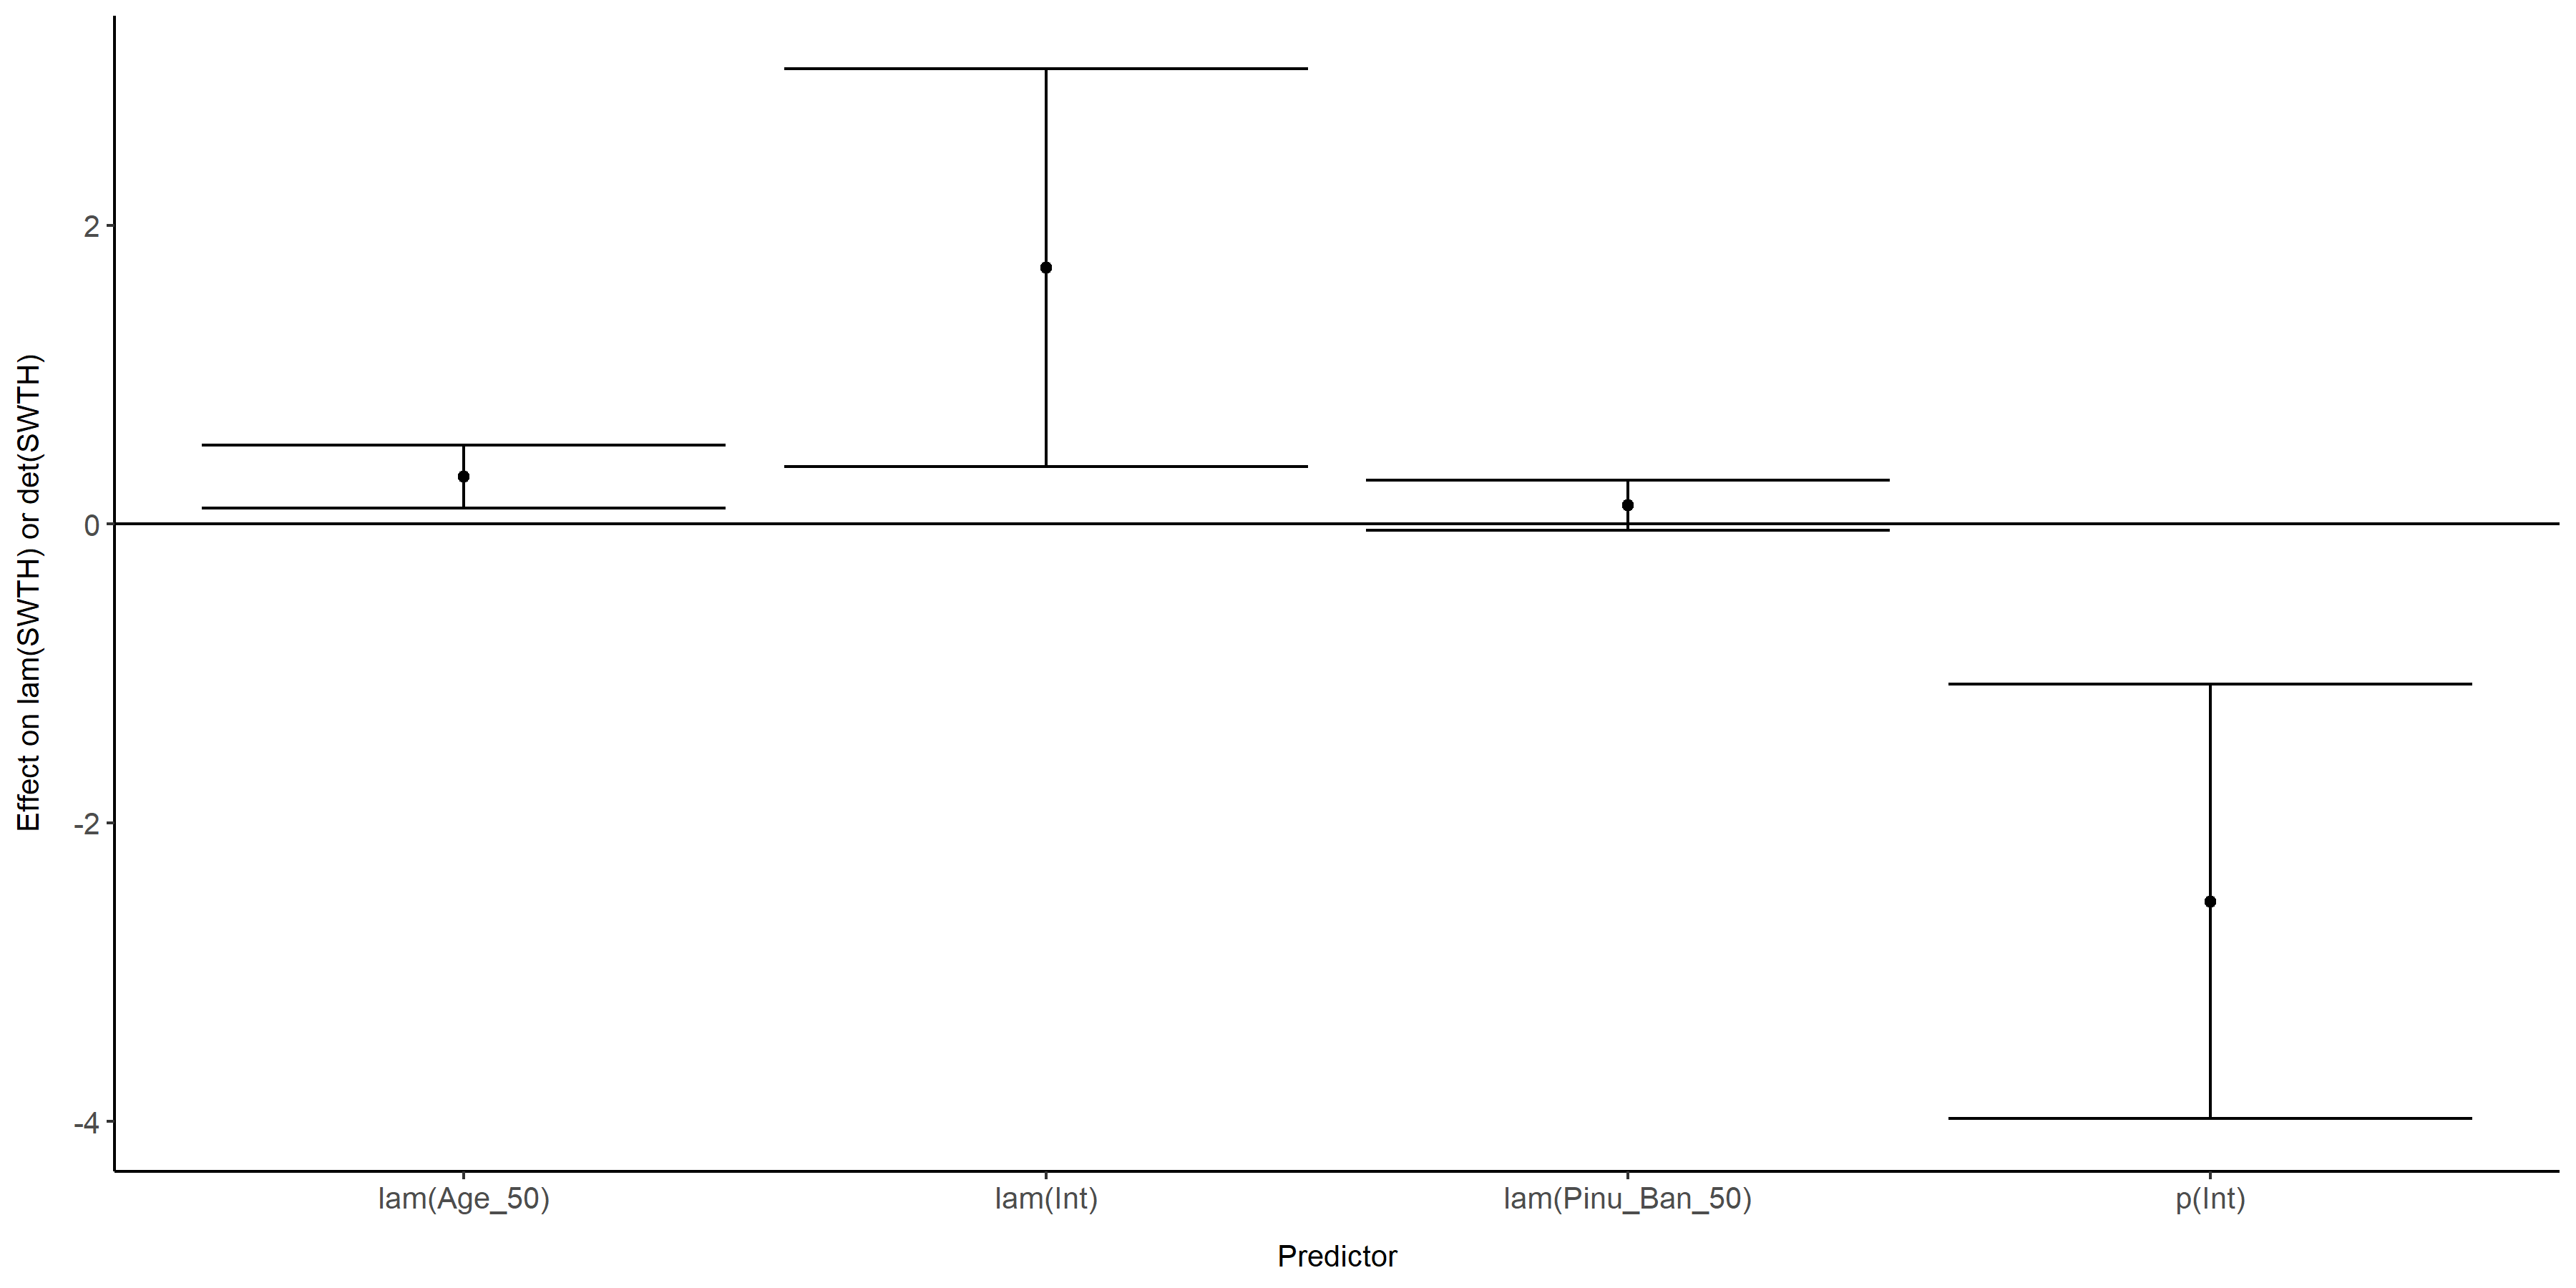 Effect on lam(SWTH) or det(SWTH)
2
0
-2
-4
lam(Age_50)
lam(Int)
lam(Pinu_Ban_50)
p(Int)
Predictor